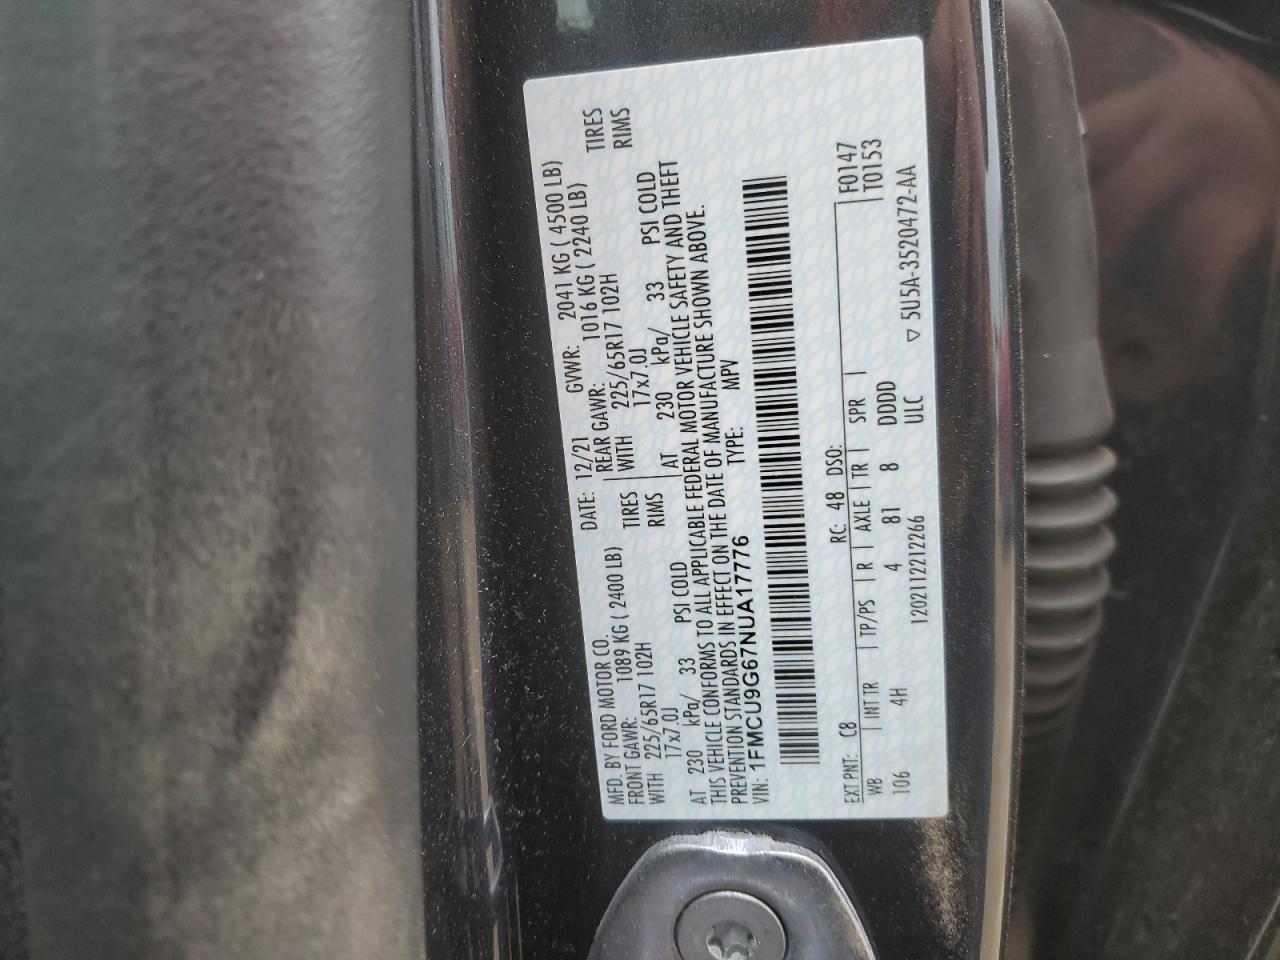 MFD. BY FORD MOTOR CO.
DATE: 12/21 GVWR: 2041 KG ( 4500 LB)
FRONT GAWR: 1089 KG ( 2400 LB)
REAR GAWR: 1016 KG ( 2240 LB)
WITH 225/65R17 102H TIRES
WITH 225/65R17 102H TIRES
17x7.0J RIMS
17x7.0J RIMS
AT 230 kPa/ 33 PSI COLD
AT 230 kPa/ 33 PSI COLD
THIS VEHICLE CONFORMS TO ALL APPLICABLE FEDERAL MOTOR VEHICLE SAFETY AND THEFT
PREVENTION STANDARDS IN EFFECT ON THE DATE OF MANUFACTURE SHOWN ABOVE.
VIN: 1FMCU9G67NUA17776 TYPE: MPV
EXT PNT: C8 RC: 48 DSO: F0147
WB INT TR TP/PS R AXLE TR SPR T0153
106 4H 4 81 8 DDDD
1202112212266 ULC ▽ 5U5A-3520472-AA